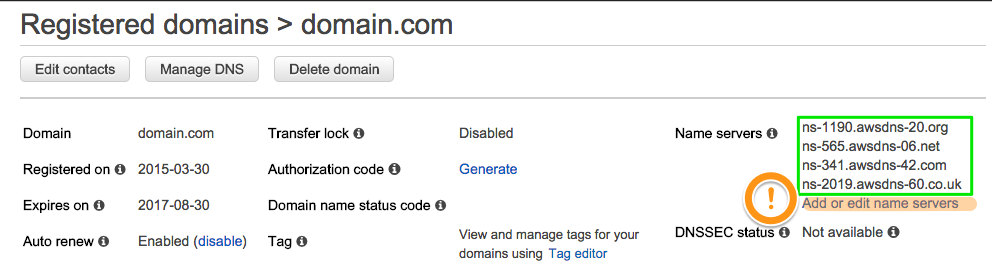 Registered domains > domain.com
Edit contacts
Manage DNS
Delete domain
Domain
domain.com
Transfer lock
Disabled
Name servers
ns-1190.awsdns-20.org
ns-565.awsdns-06.net
ns-341.awsdns-42.com
ns-2019.awsdns-60.co.uk
Add or edit name servers
Registered on
2015-03-30
Authorization code
Generate
Expires on
2017-08-30
Domain name status code
DNSSEC status
Not available
Auto renew
Enabled (disable)
Tag
View and manage tags for your
domains using Tag editor